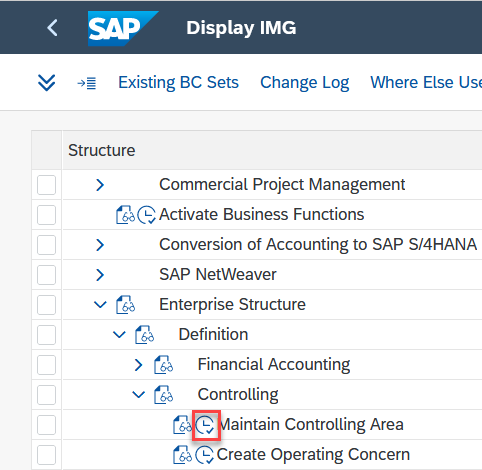 SAP Display IMG
Existing BC Sets Change Log Where Else Use
Structure
Commercial Project Management
Activate Business Functions
Conversion of Accounting to SAP S/4HANA
SAP NetWeaver
Enterprise Structure
Definition
Financial Accounting
Controlling
Maintain Controlling Area
Create Operating Concern